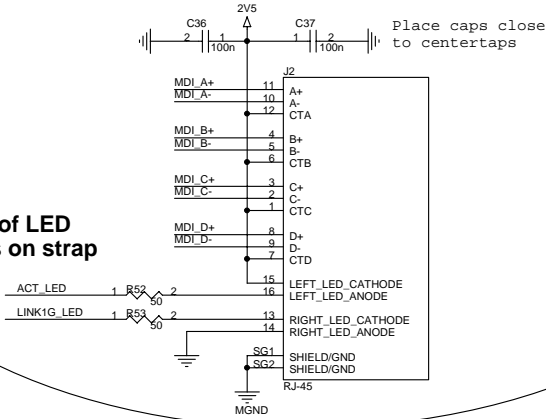 2V5
C36
C37
2 1
1 2
100n
100n
Place caps close
to centertaps
J2
MDI_A+ 11 A+
MDI_A- 10 A-
12 CTA
MDI_B+ 4 B+
MDI_B- 5 B-
6 CTB
MDI_C+ 3 C+
MDI_C- 2 C-
1 CTC
MDI_D+ 8 D+
MDI_D- 9 D-
7 CTD
of LED
s on strap
15 LEFT_LED_CATHODE
ACT_LED 1 R52 2 16 LEFT_LED_ANODE
50
LINK1G_LED 1 R53 2 13 RIGHT_LED_CATHODE
50
14 RIGHT_LED_ANODE
SG1 SHIELD/GND
SG2 SHIELD/GND
RJ-45
MGND